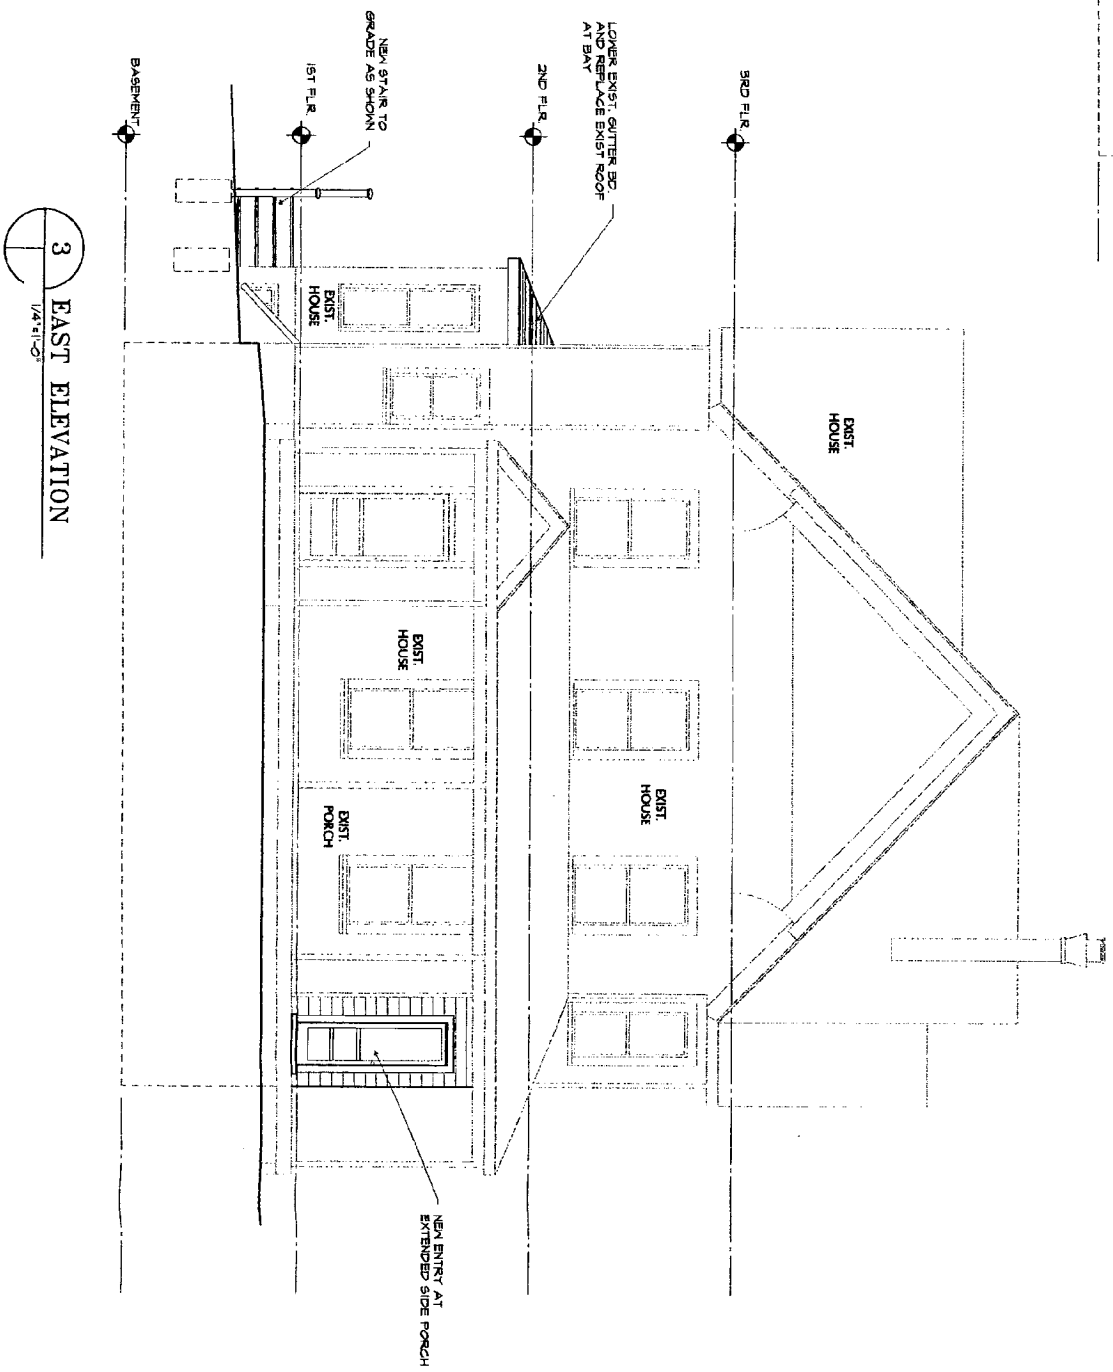 3RD FLR.
LOWER EXIST. GUTTER BD.
AND REPLACE EXIST ROOF
AT BAY
2ND FLR.
NEW STAIR TO
GRADE AS SHOWN
1ST FLR.
BASEMENT
EXIST.
HOUSE
EXIST.
HOUSE
EXIST.
HOUSE
EXIST.
HOUSE
EXIST.
PORCH
NEW ENTRY AT
EXTENDED SIDE PORCH
3 EAST ELEVATION
1/4"=1'-0"